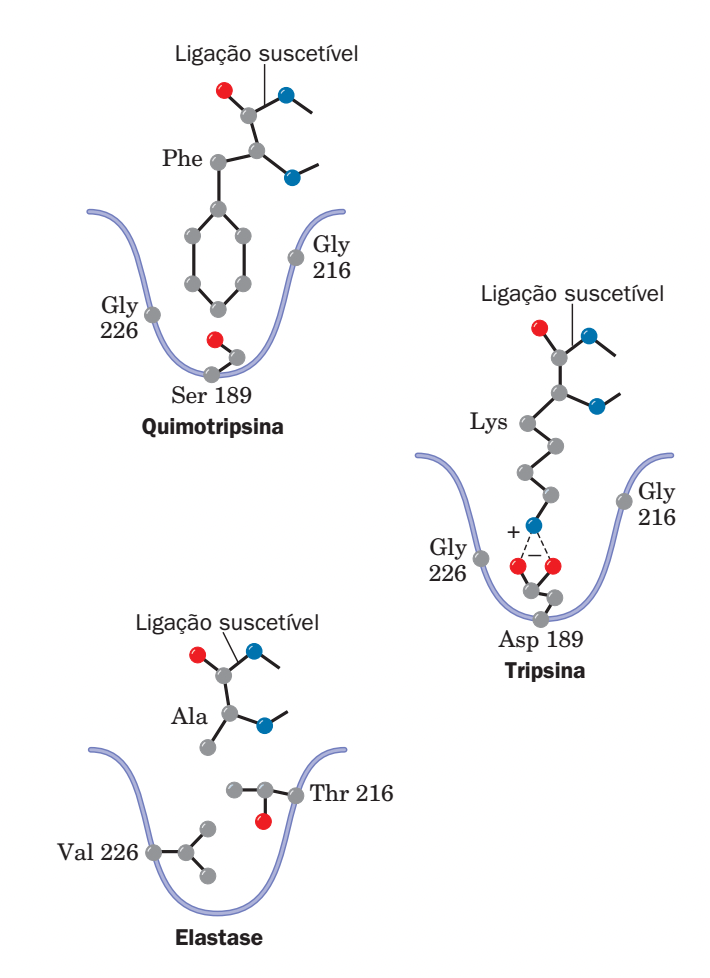 Ligação suscetível
Phe
Gly
216
Gly
226
Ser 189
Quimotripsina
Ligação suscetível
Lys
Gly
216
+
−
Gly
226
Asp 189
Tripsina
Ligação suscetível
Ala
Thr 216
Val 226
Elastase